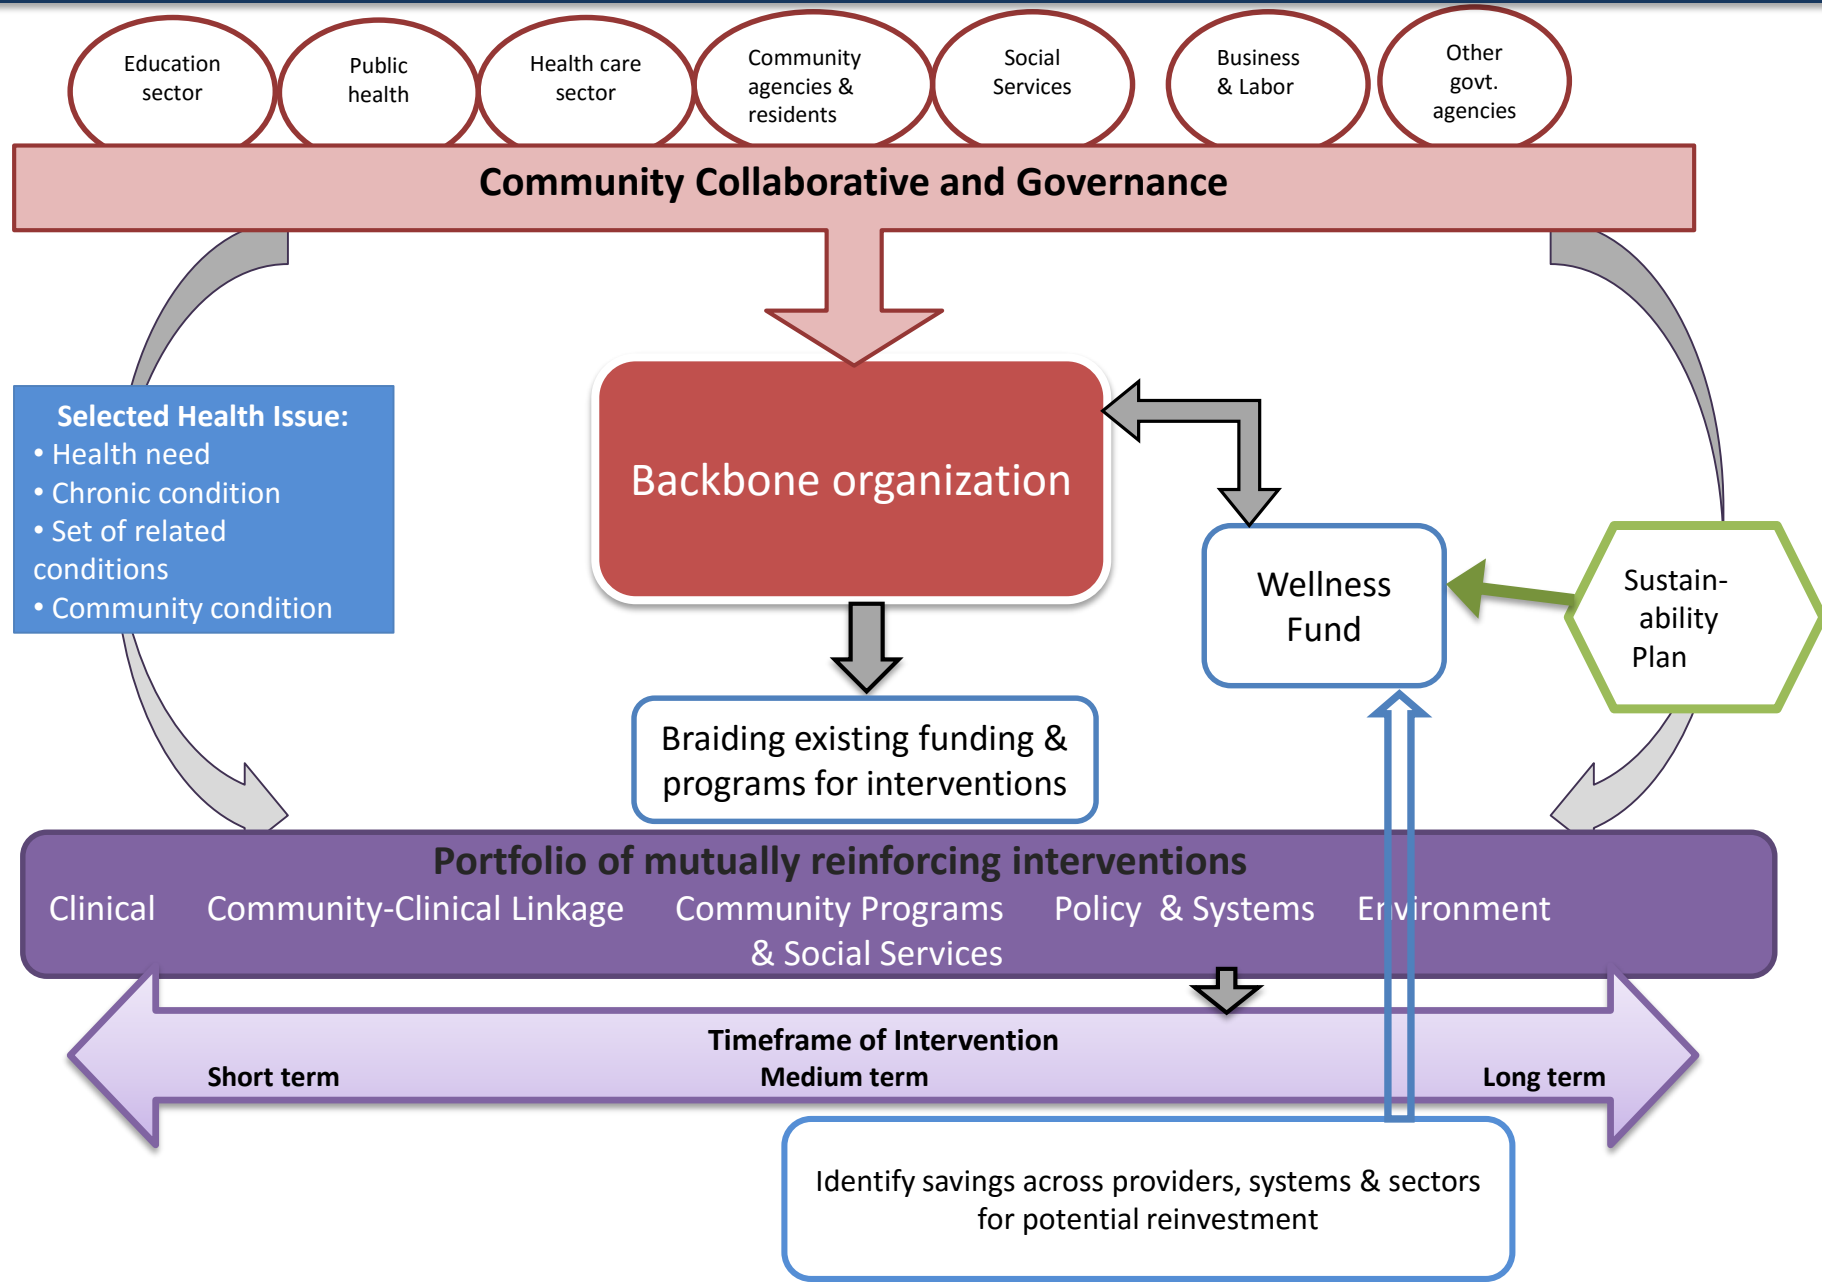 Education
sector
Public
health
Health care
sector
Community
agencies &
residents
Social
Services
Business
& Labor
Other
govt.
agencies
Community Collaborative and Governance
Selected Health Issue:
• Health need
• Chronic condition
• Set of related
conditions
• Community condition
Backbone organization
Wellness
Fund
Sustain-
ability
Plan
Braiding existing funding &
programs for interventions
Portfolio of mutually reinforcing interventions
Clinical Community-Clinical Linkage Community Programs Policy & Systems Environment
& Social Services
Timeframe of Intervention
Short term Medium term Long term
Identify savings across providers, systems & sectors
for potential reinvestment